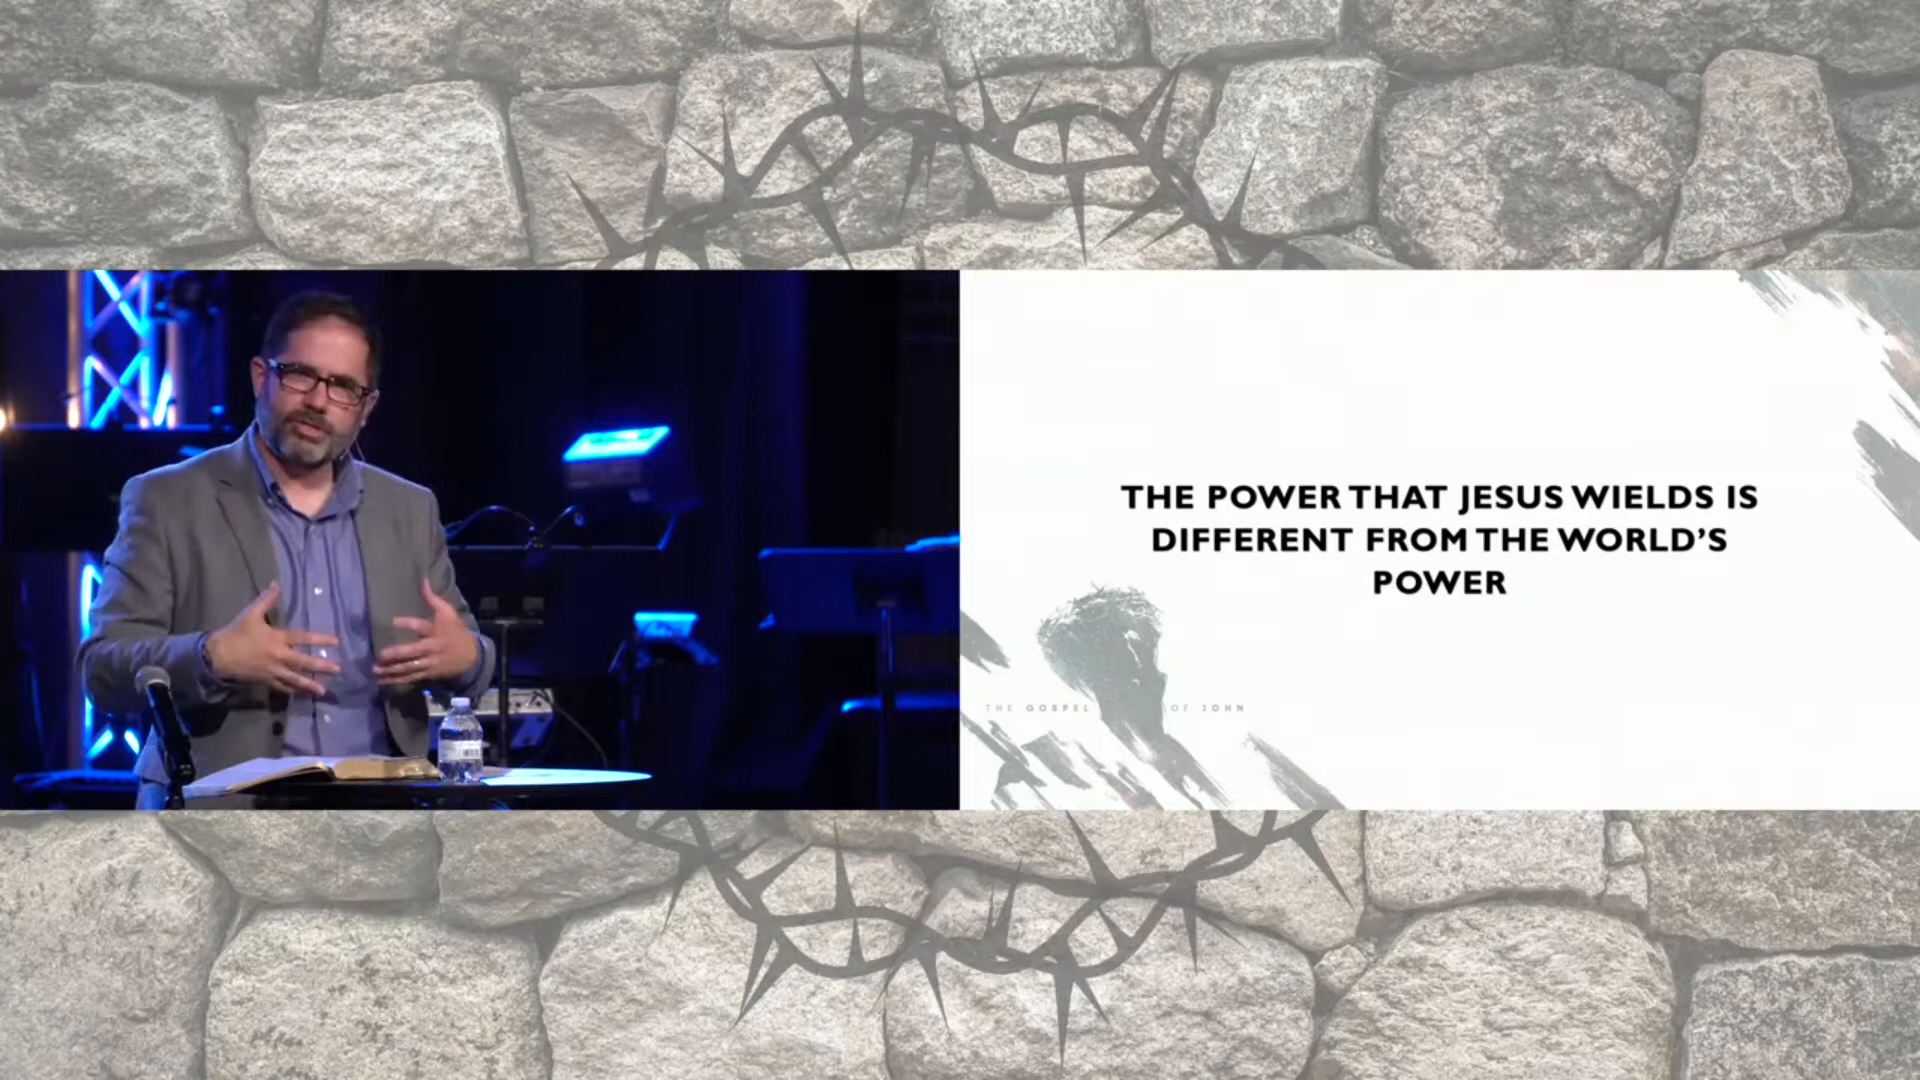 THE POWER THAT JESUS WIELDS IS
DIFFERENT FROM THE WORLD'S
POWER
THE GOSPEL OF JOHN